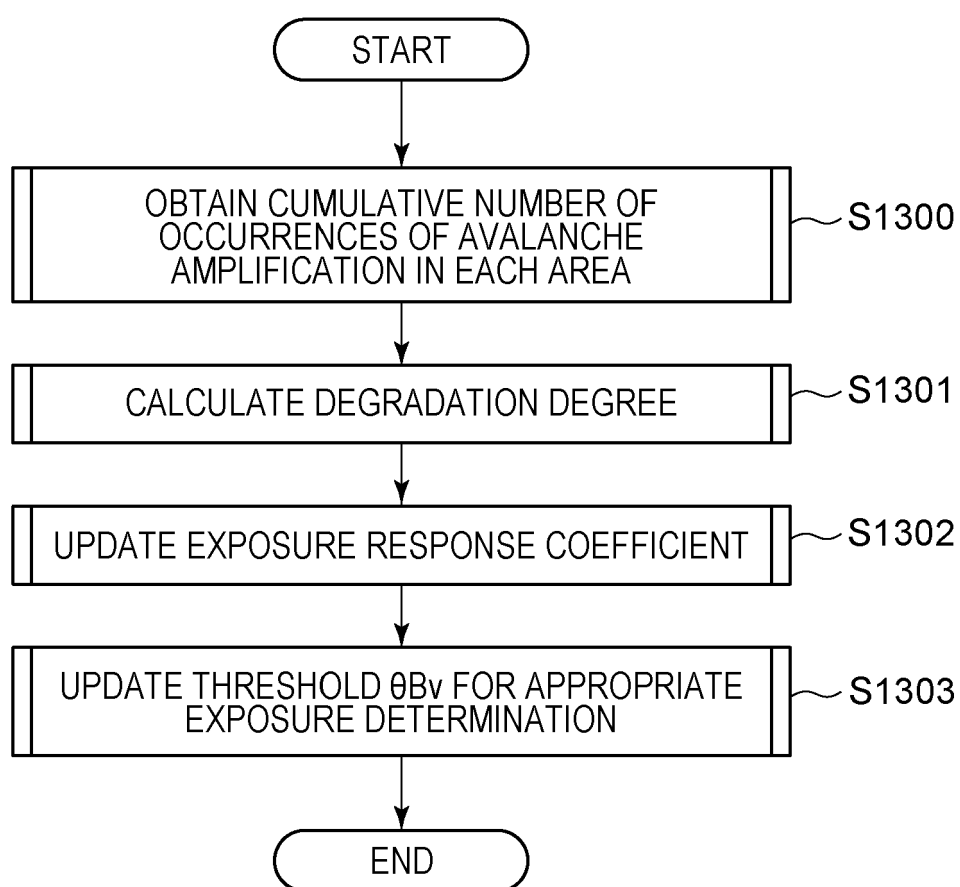 START
OBTAIN CUMULATIVE NUMBER OF
OCCURRENCES OF AVALANCHE
AMPLIFICATION IN EACH AREA
S1300
CALCULATE DEGRADATION DEGREE
S1301
UPDATE EXPOSURE RESPONSE COEFFICIENT
S1302
UPDATE THRESHOLD θBv FOR APPROPRIATE
EXPOSURE DETERMINATION
S1303
END